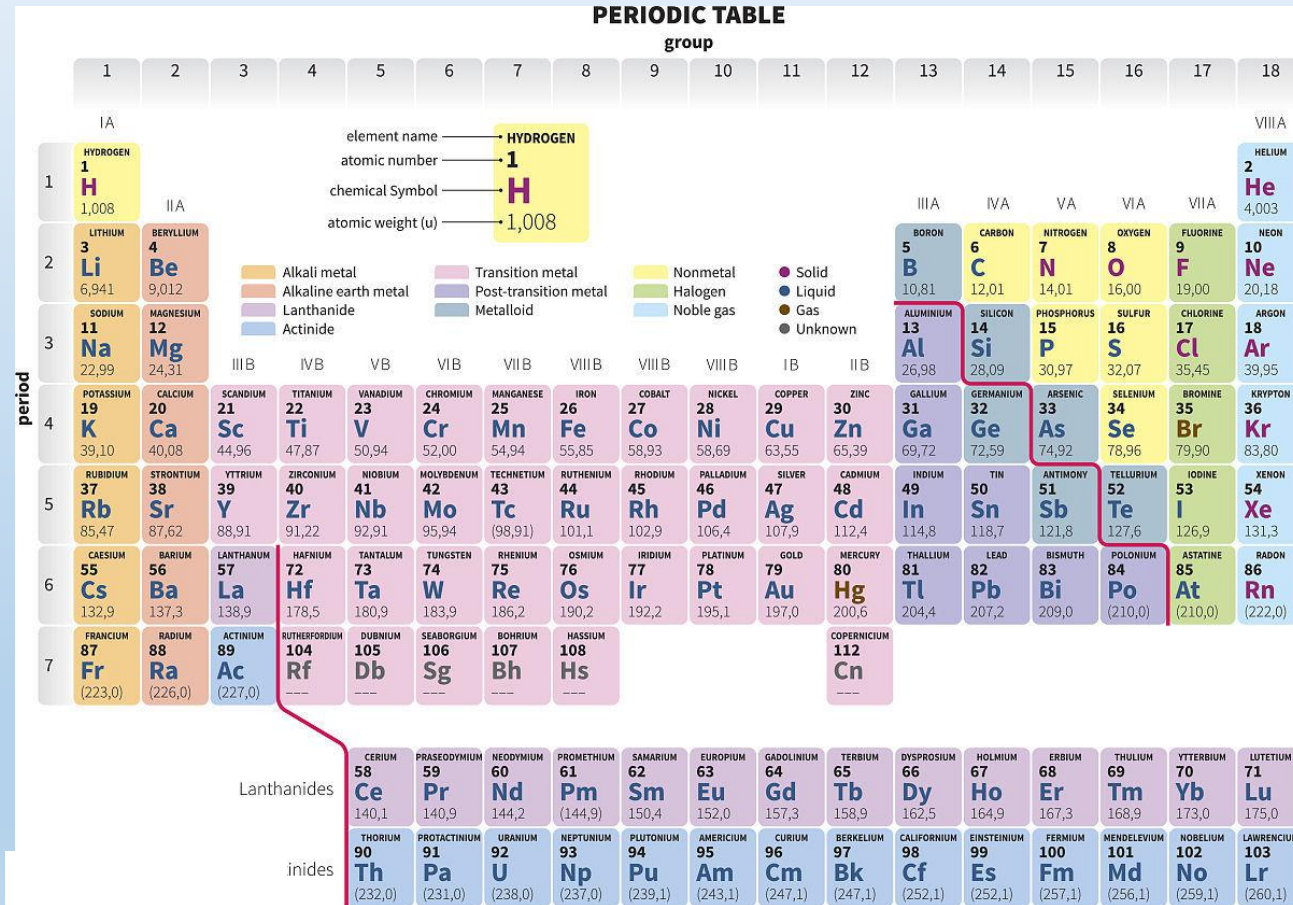 PERIODIC TABLE
group
1 2 3 4 5 6 7 8 9 10 11 12 13 14 15 16 17 18
IA VIIIA
element name HYDROGEN
atomic number 1
chemical Symbol H
atomic weight (u) 1,008
period
1
HYDROGEN HELIUM
1 2
H He
1,008 4,003
IIA IIIA IVA VA VIA VIIA
2
LITHIUM BERYLLIUM BORON CARBON NITROGEN OXYGEN FLUORINE NEON
3 4 5 6 7 8 9 10
Li Be B C N O F Ne
6,941 9,012 10,81 12,01 14,01 16,00 19,00 20,18
Alkali metal Transition metal Nonmetal Solid
Alkaline earth metal Post-transition metal Halogen Liquid
Lanthanide Metalloid Noble gas Gas
Actinide Unknown
3
SODIUM MAGNESIUM ALUMINIUM SILICON PHOSPHORUS SULFUR CHLORINE ARGON
11 12 13 14 15 16 17 18
Na Mg Al Si P S Cl Ar
22,99 24,31 26,98 28,09 30,97 32,07 35,45 39,95
IIIB IVB VB VIB VIIB VIIIB VIIIB VIIIB IB IIB
4
POTASSIUM CALCIUM SCANDIUM TITANIUM VANADIUM CHROMIUM MANGANESE IRON COBALT NICKEL COPPER ZINC GALLIUM GERMANIUM ARSENIC SELENIUM BROMINE KRYPTON
19 20 21 22 23 24 25 26 27 28 29 30 31 32 33 34 35 36
K Ca Sc Ti V Cr Mn Fe Co Ni Cu Zn Ga Ge As Se Br Kr
39,10 40,08 44,96 47,87 50,94 52,00 54,94 55,85 58,93 58,69 63,55 65,39 69,72 72,59 74,92 78,96 79,90 83,80
5
RUBIDIUM STRONTIUM YTTRIUM ZIRCONIUM NIOBIUM MOLYBDENUM TECHNETIUM RUTHENIUM RHODIUM PALLADIUM SILVER CADMIUM INDIUM TIN ANTIMONY TELLURIUM IODINE XENON
37 38 39 40 41 42 43 44 45 46 47 48 49 50 51 52 53 54
Rb Sr Y Zr Nb Mo Tc Ru Rh Pd Ag Cd In Sn Sb Te I Xe
85,47 87,62 88,91 91,22 92,91 95,94 (98,91) 101,1 102,9 106,4 107,9 112,4 114,8 118,7 121,8 127,6 126,9 131,3
6
CAESIUM BARIUM LANTHANUM HAFNIUM TANTALUM TUNGSTEN RHENIUM OSMIUM IRIDIUM PLATINUM GOLD MERCURY THALLIUM LEAD BISMUTH POLONIUM ASTATINE RADON
55 56 57 72 73 74 75 76 77 78 79 80 81 82 83 84 85 86
Cs Ba La Hf Ta W Re Os Ir Pt Au Hg Tl Pb Bi Po At Rn
132,9 137,3 138,9 178,5 180,9 183,9 186,2 190,2 192,2 195,1 197,0 200,6 204,4 207,2 209,0 (210,0) (210,0) (222,0)
7
FRANCIUM RADIUM ACTINIUM RUTHERFORDIUM DUBNIUM SEABORGIUM BOHRIUM HASSIUM COPERNICIUM
87 88 89 104 105 106 107 108 112
Fr Ra Ac Rf Db Sg Bh Hs Cn
(223,0) (226,0) (227,0) --- --- --- --- --- ---
Lanthanides
CERIUM PRASEODYMIUM NEODYMIUM PROMETHIUM SAMARIUM EUROPIUM GADOLINIUM TERBIUM DYSPROSIUM HOLMIUM ERBIUM THULIUM YTTERBIUM LUTETIUM
58 59 60 61 62 63 64 65 66 67 68 69 70 71
Ce Pr Nd Pm Sm Eu Gd Tb Dy Ho Er Tm Yb Lu
140,1 140,9 144,2 (144,9) 150,4 152,0 157,3 158,9 162,5 164,9 167,3 168,9 173,0 175,0
inides
THORIUM PROTACTINIUM URANIUM NEPTUNIUM PLUTONIUM AMERICIUM CURIUM BERKELIUM CALIFORNIUM EINSTEINIUM FERMIUM MENDELEVIUM NOBELIUM LAWRENCIU
90 91 92 93 94 95 96 97 98 99 100 101 102 103
Th Pa U Np Pu Am Cm Bk Cf Es Fm Md No Lr
(232,0) (231,0) (238,0) (237,0) (239,1) (243,1) (247,1) (247,1) (252,1) (252,1) (257,1) (256,1) (259,1) (260,1)